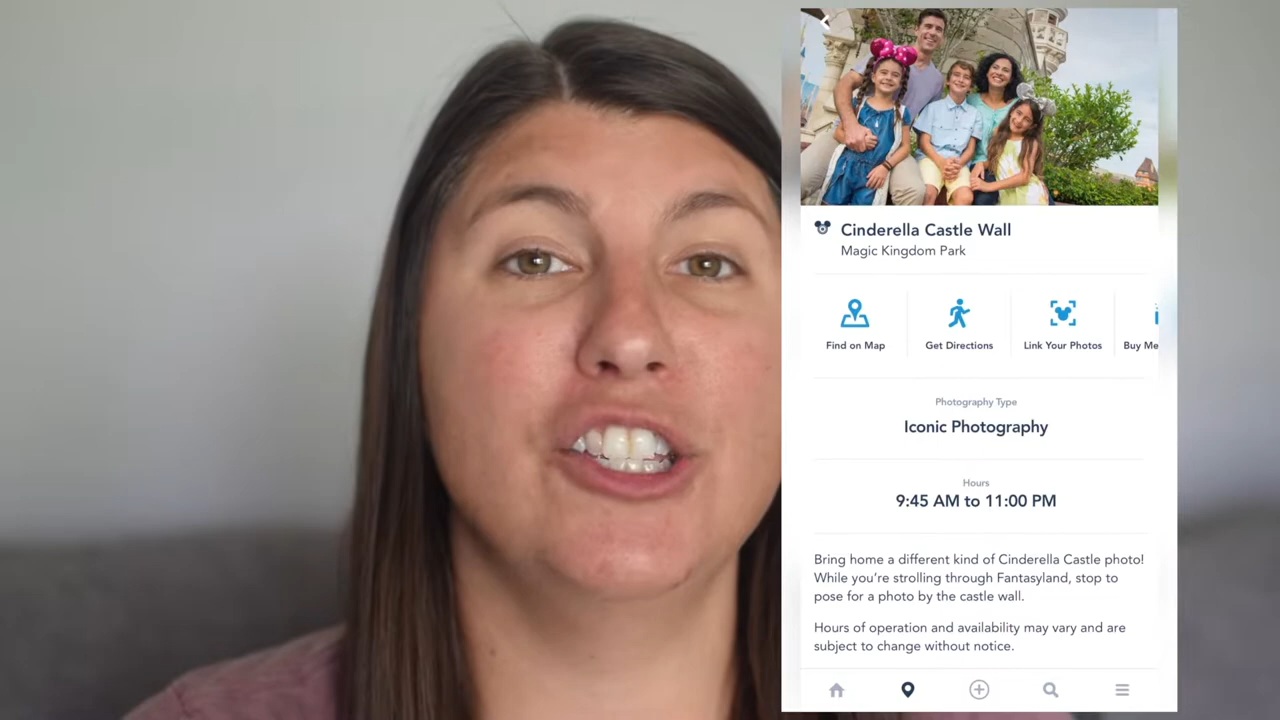 Cinderella Castle Wall
Magic Kingdom Park
Find on Map
Get Directions
Link Your Photos
Buy Me
Photography Type
Iconic Photography
Hours
9:45 AM to 11:00 PM
Bring home a different kind of Cinderella Castle photo!
While you’re strolling through Fantasyland, stop to
pose for a photo by the castle wall.
Hours of operation and availability may vary and are
subject to change without notice.